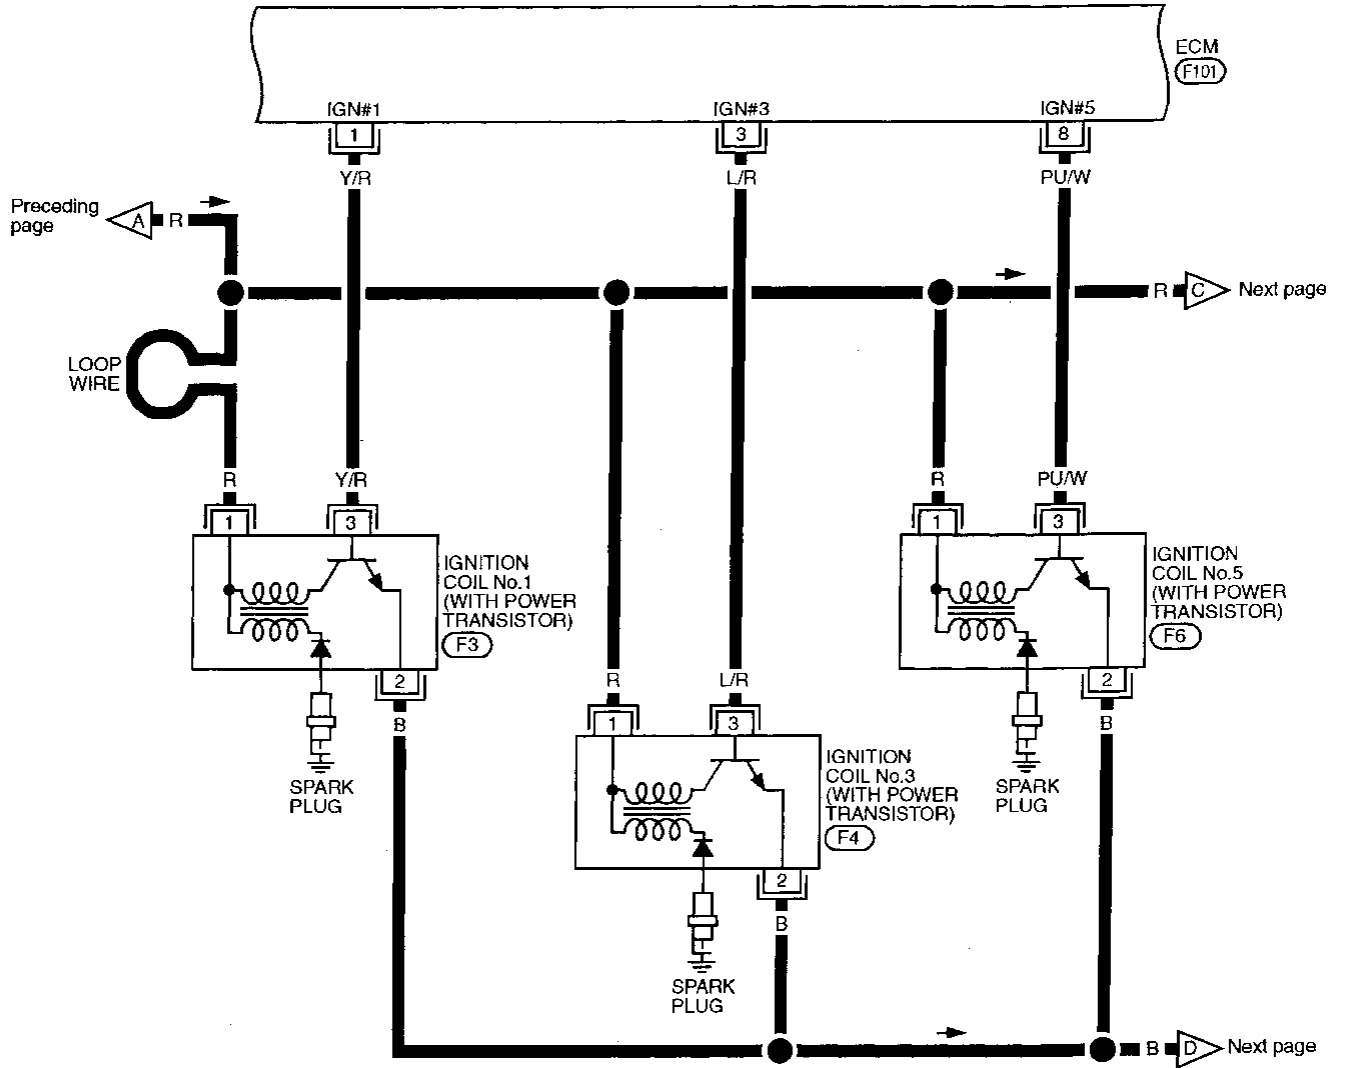 ECM
F101
IGN#1
IGN#3
IGN#5
1
3
8
Y/R
L/R
PU/W
Preceding
page
A
R
R
C
Next page
LOOP
WIRE
R
Y/R
R
PU/W
1
3
1
3
IGNITION
COIL No.1
(WITH POWER
TRANSISTOR)
F3
IGNITION
COIL No.5
(WITH POWER
TRANSISTOR)
F6
2
B
R
L/R
2
B
1
3
SPARK
PLUG
IGNITION
COIL No.3
(WITH POWER
TRANSISTOR)
F4
SPARK
PLUG
2
B
SPARK
PLUG
B
D
Next page